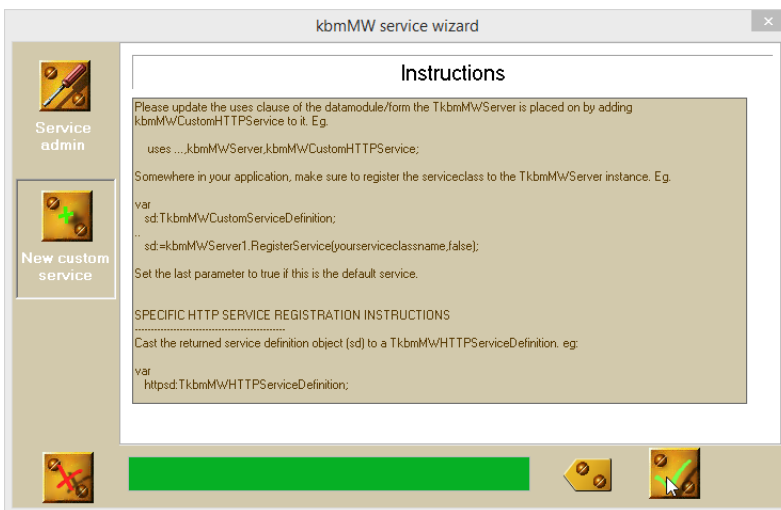 kbmMW service wizard
Instructions
Service
admin
New custom
service
Please update the uses clause of the datamodule/form the TkbmMWServer is placed on by adding
kbmMWCustomHTTPService to it. Eg.
uses ...,kbmMWServer,kbmMWCustomHTTPService;
Somewhere in your application, make sure to register the serviceclass to the TkbmMWServer instance. Eg.
var
sd:TkbmMWCustomServiceDefinition;
..
sd:=kbmMWServer1.RegisterService(yourserviceclassname,false);
Set the last parameter to true if this is the default service.
SPECIFIC HTTP SERVICE REGISTRATION INSTRUCTIONS
--------------------------------------------------
Cast the returned service definition object (sd) to a TkbmMWHTTPServiceDefinition. eg:
var
httpsd:TkbmMWHTTPServiceDefinition;